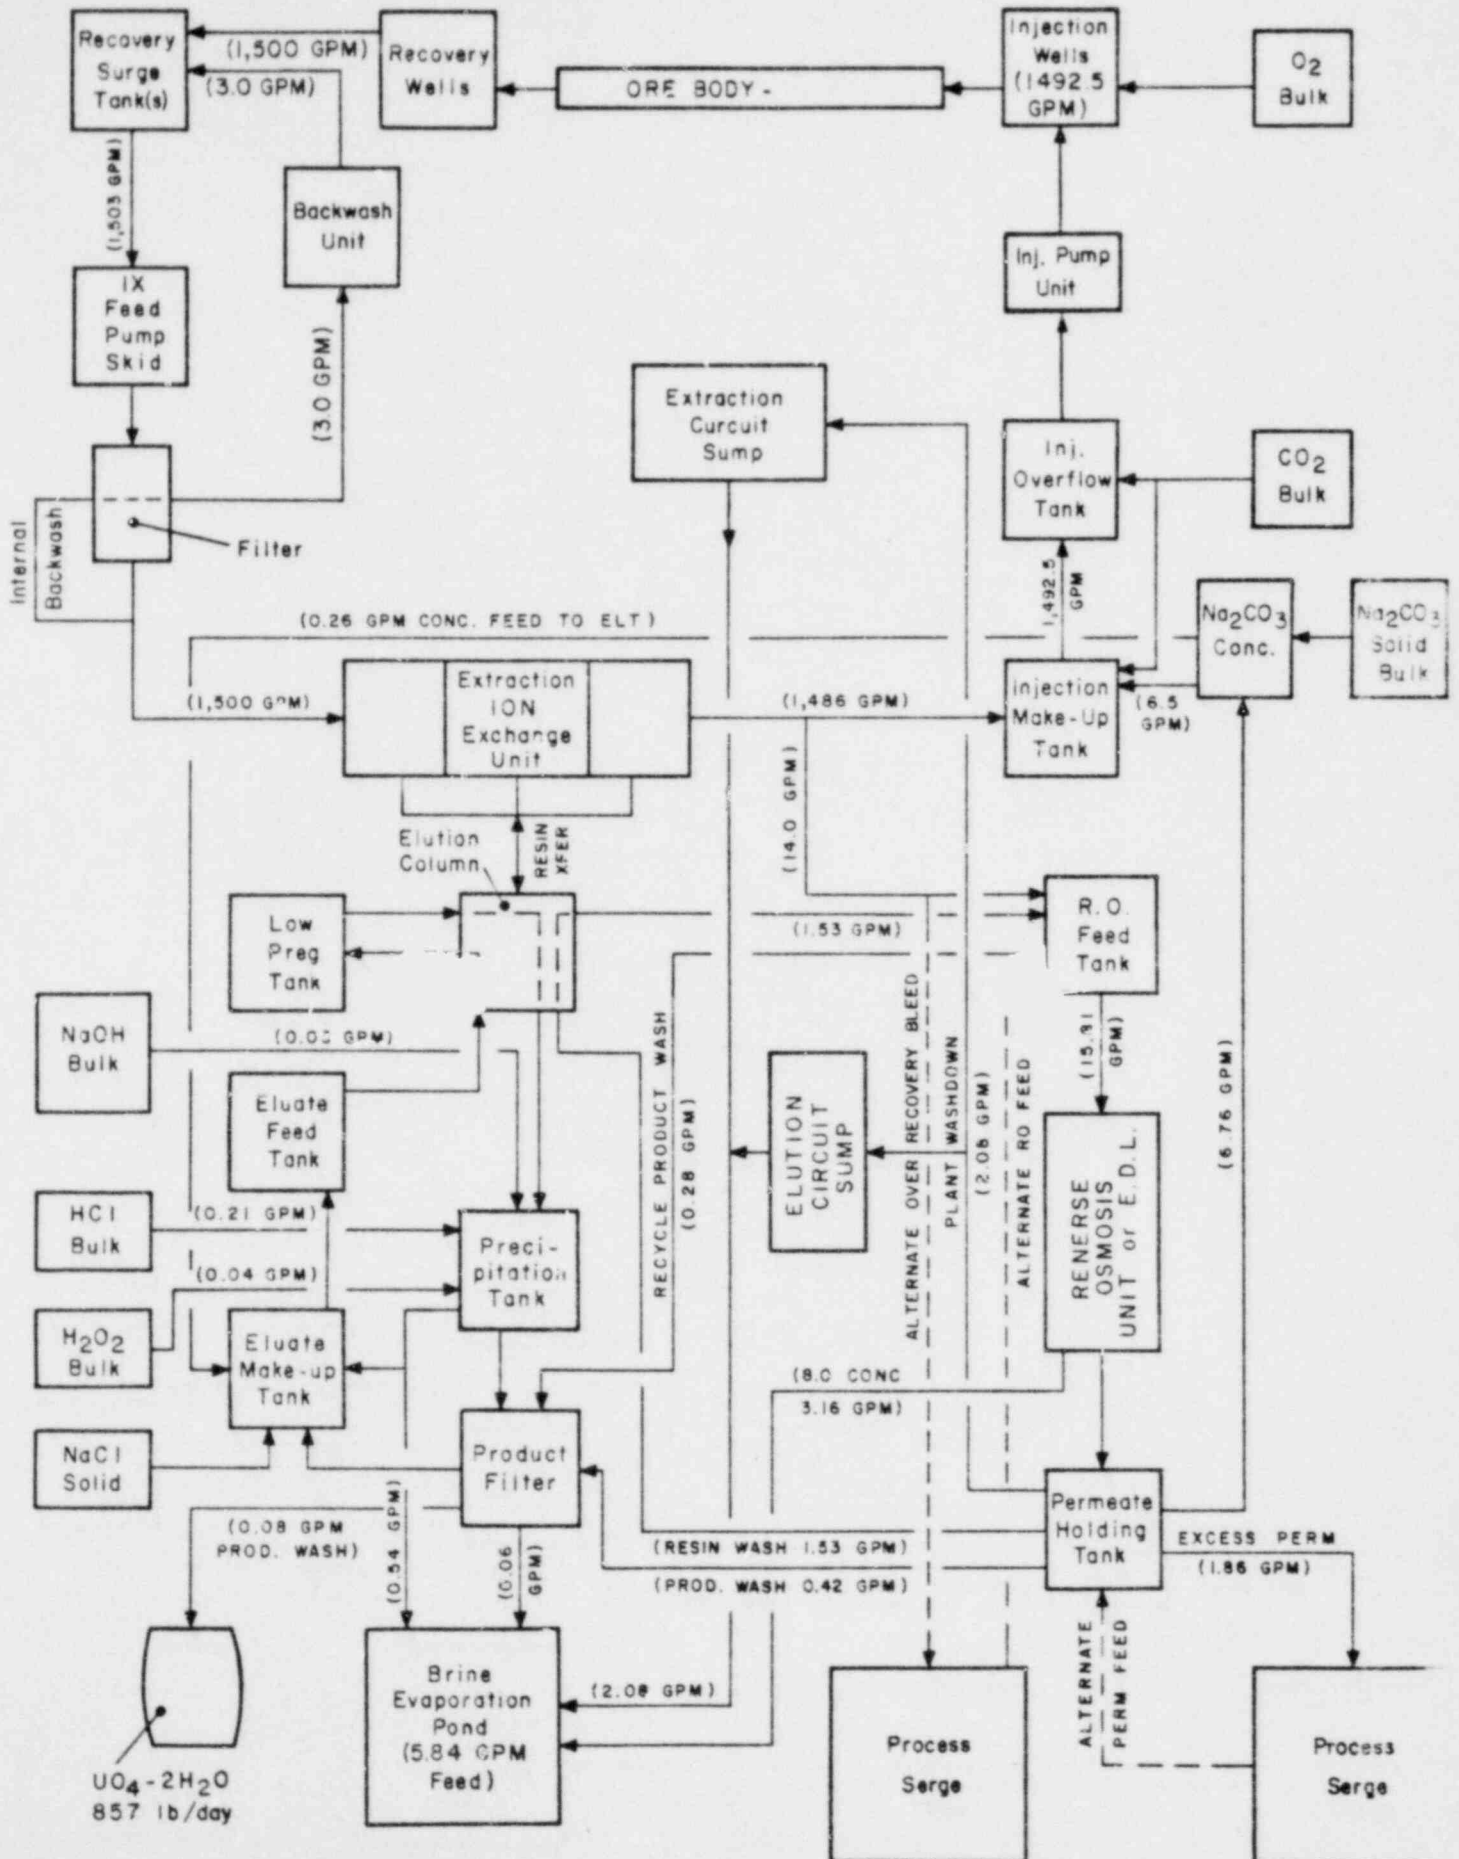 Recovery
Surge
Tank(s)
(1,500 GPM)
(3.0 GPM)
Recovery
Wells
ORE BODY-
Injection
Wells
(1492.5
GPM)
O2
Bulk
(1,503 GPM)
Backwash
Unit
IX
Feed
Pump
Skid
(3.0 GPM)
Inj. Pump
Unit
Extraction
Curcuit
Sump
Inj.
Overflow
Tank
CO2
Bulk
Internal
Backwash
Filter
1,492.5
GPM
(0.26 GPM CONC. FEED TO ELT)
Na2CO3
Conc.
Na2CO3
Solid
Bulk
(1,500 GPM)
Extraction
ION
Exchange
Unit
(1,486 GPM)
Injection
Make-Up
Tank
(6.5
GPM)
(14.0 GPM)
Elution
Column
RESIN
XFER
Low
Preg
Tank
(1.53 GPM)
R.O.
Feed
Tank
NaOH
Bulk
GPM)
Eluate
Feed
Tank
RECYCLE PRODUCT WASH
(0.28 GPM)
ELUTION
CIRCUIT
SUMP
ALTERNATE OVER RECOVERY BLEED
PLANT WASHDOWN
(2.08 GPM)
ALTERNATE RO FEED
GPM)
(6.76 GPM)
HCl
Bulk
(0.21 GPM)
Preci-
pitation
Tank
RENERSE
OSMOSIS
UNIT or E.D.L.
(0.04 GPM)
H2O2
Bulk
Eluate
Make-up
Tank
(8.0 CONC
3.16 GPM)
NaCl
Solid
Product
Filter
Permeate
Holding
Tank
(0.08 GPM
PROD. WASH)
(0.54 GPM)
(0.06
GPM)
(RESIN WASH 1.53 GPM)
(PROD. WASH 0.42 GPM)
EXCESS PERM
(1.86 GPM)
ALTERNATE
PERM FEED
Brine
Evaporation
Pond
(5.84 GPM
Feed)
(2.08 GPM)
Process
Serge
Process
Serge
UO4-2H2O
857 lb/day